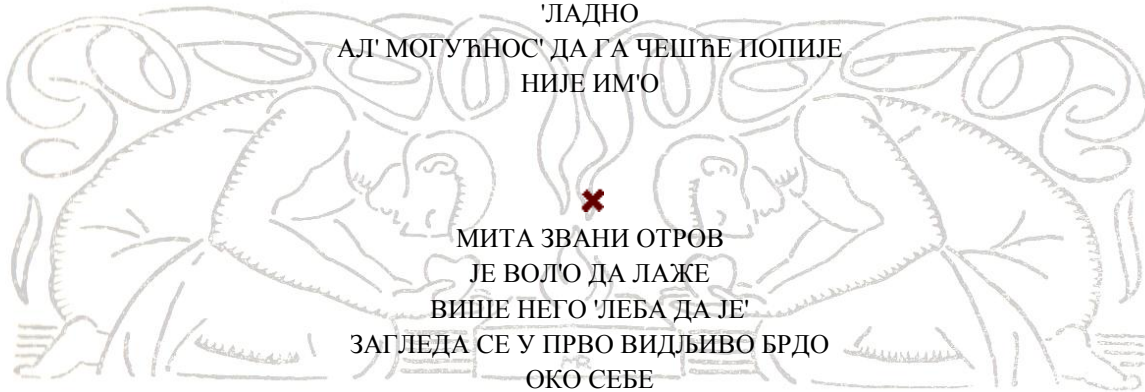 'ЛАДНО
АЛ' МОГУЋНОС' ДА ГА ЧЕШЋЕ ПОПИЈЕ
НИЈЕ ИМ'О
МИТА ЗВАНИ ОТРОВ
ЈЕ ВОЛ'О ДА ЛАЖЕ
ВИШЕ НЕГО 'ЛЕБА ДА ЈЕ'
ЗАГЛЕДА СЕ У ПРВО ВИДЉИВО БРДО
ОКО СЕБЕ